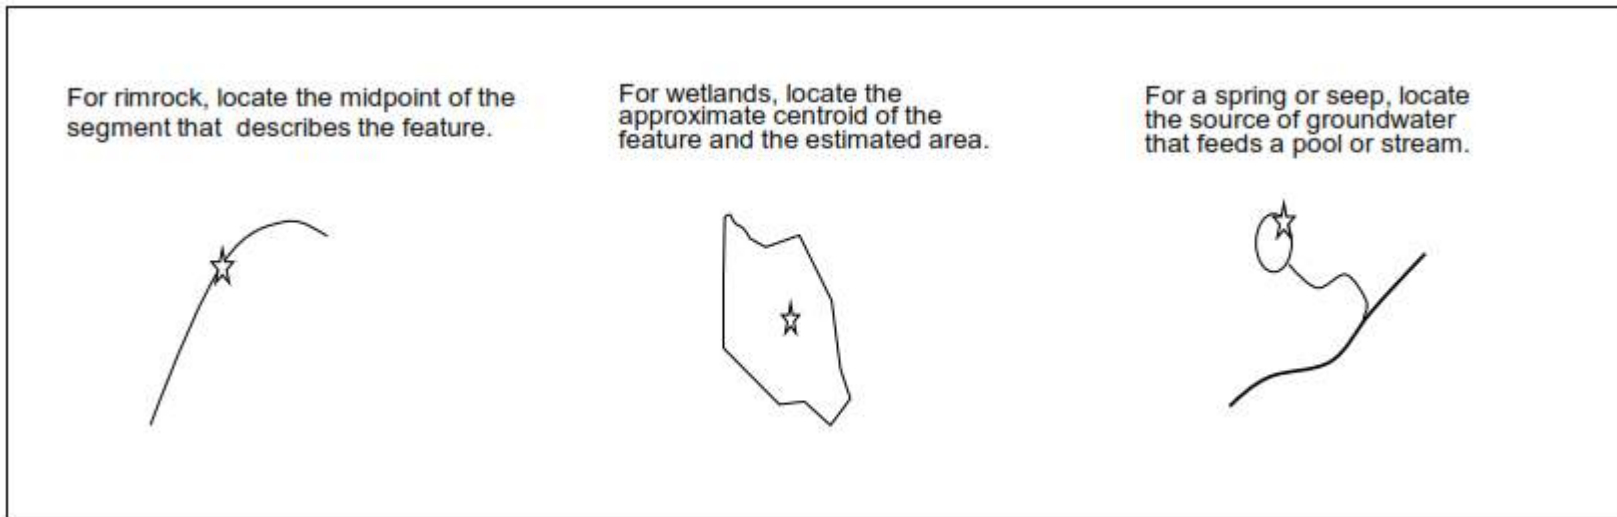 For rimrock, locate the midpoint of the
segment that  describes the feature.
For wetlands, locate the
approximate centroid of the
feature and the estimated area.
For a spring or seep, locate
the source of groundwater
that feeds a pool or stream.